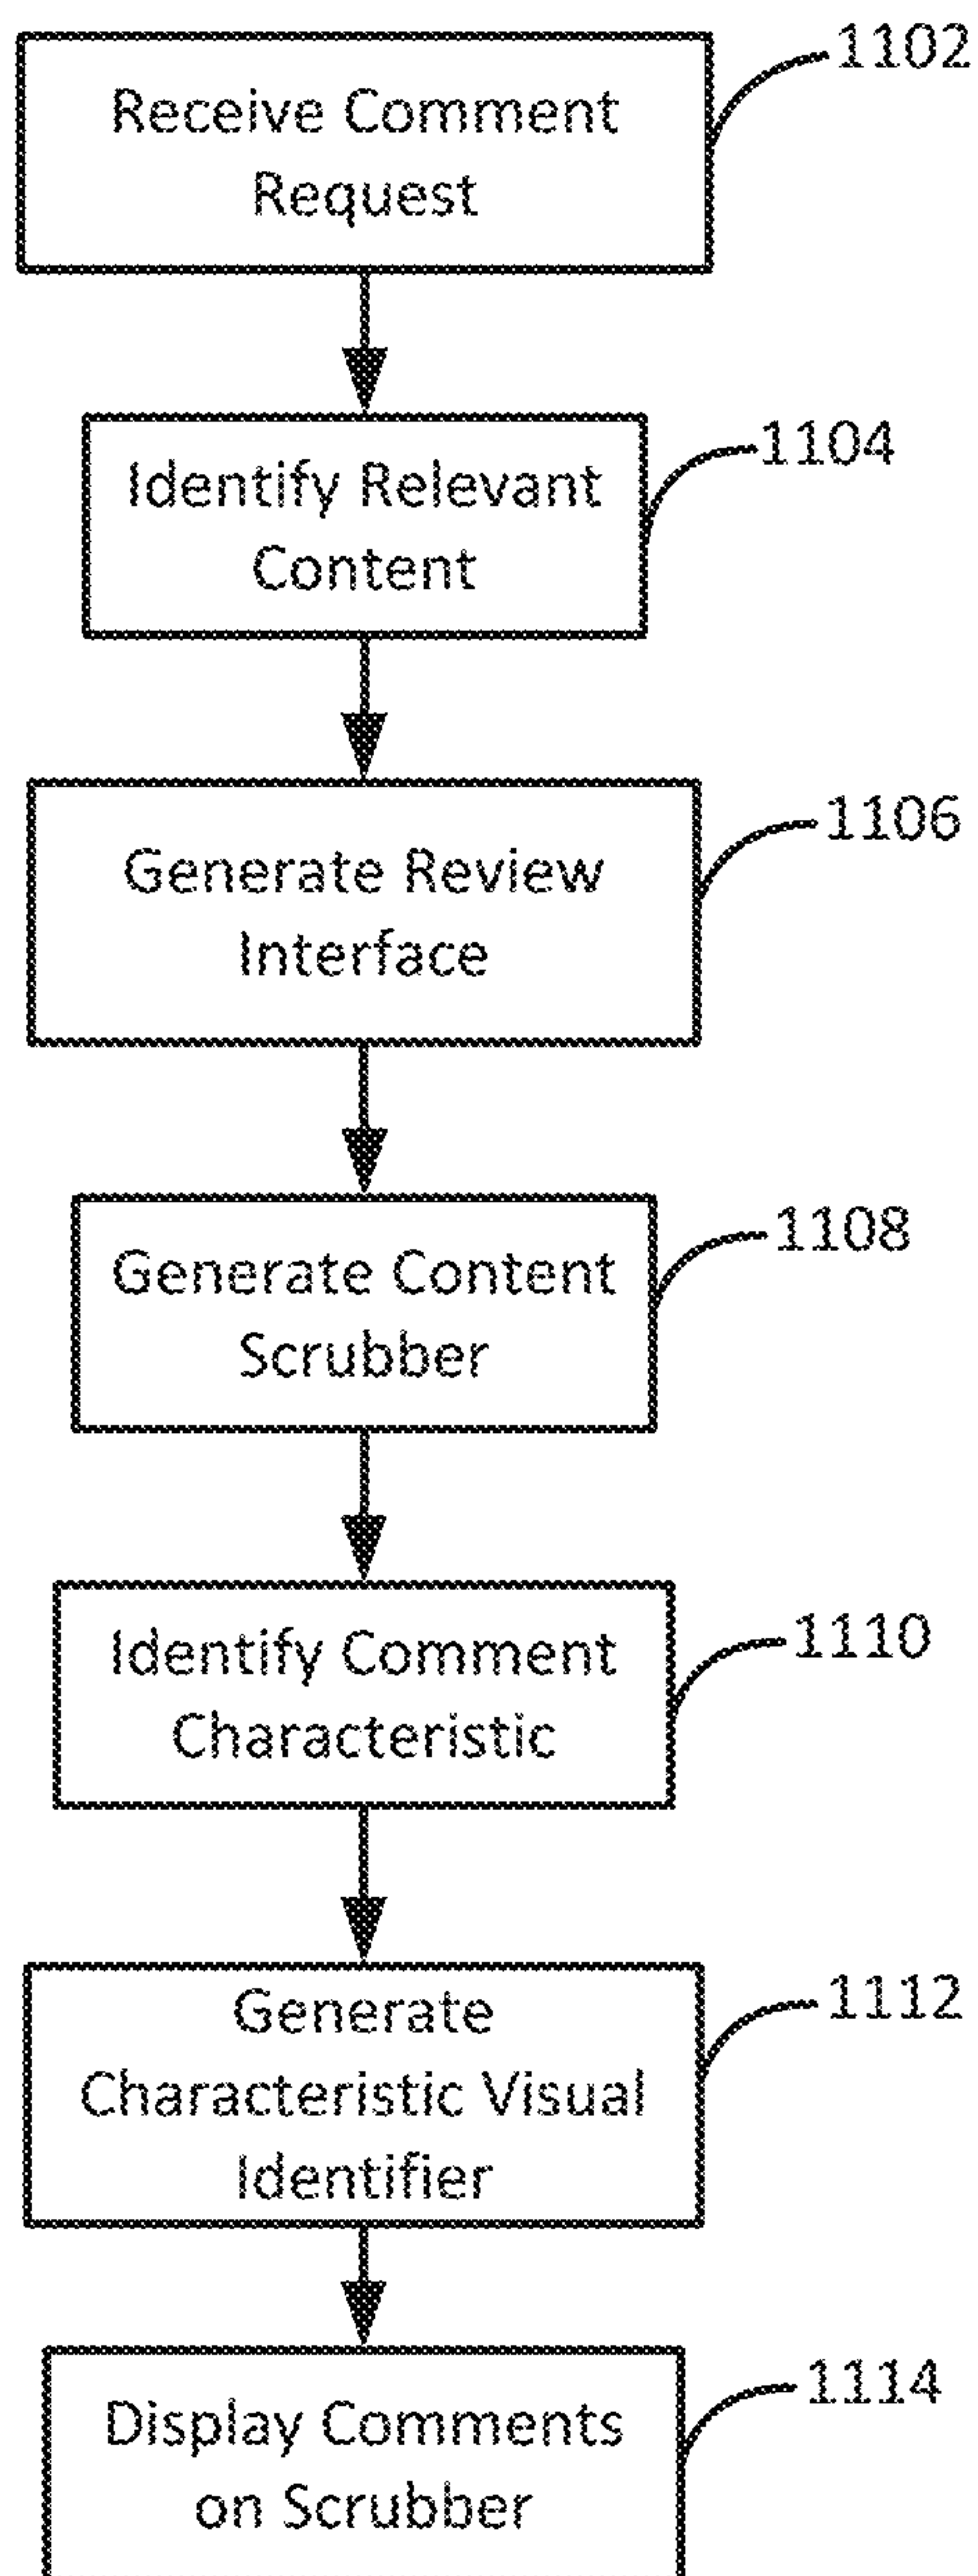 1102
Receive Comment
Request
1104
Identify Relevant
Content
1106
Generate Review
Interface
1108
Generate Content
Scrubber
1110
Identify Comment
Characteristic
1112
Generate
Characteristic Visual
Identifier
1114
Display Comments
on Scrubber